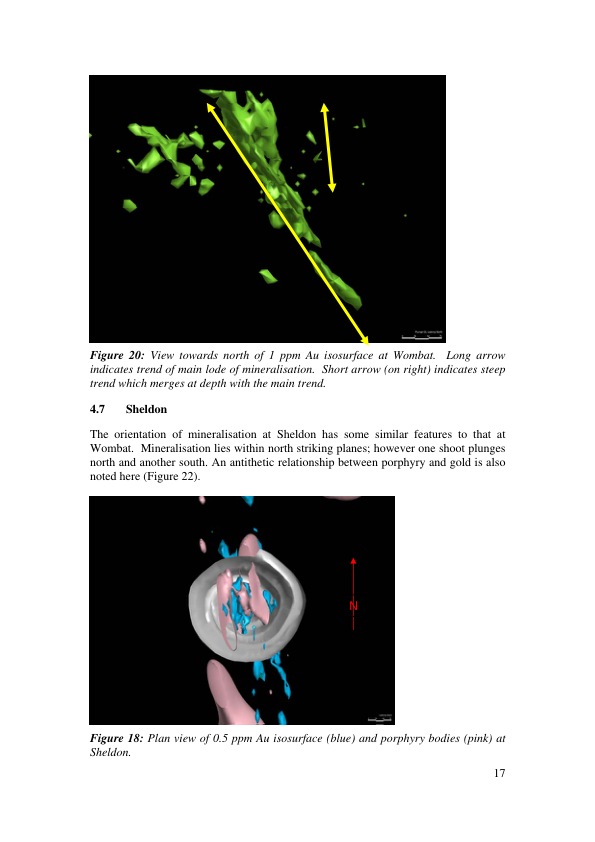 Figure 20: View towards north of 1 ppm Au isosurface at Wombat. Long arrow
indicates trend of main lode of mineralisation. Short arrow (on right) indicates steep
trend which merges at depth with the main trend.
4.7 Sheldon
The orientation of mineralisation at Sheldon has some similar features to that at
Wombat. Mineralisation lies within north striking planes; however one shoot plunges
north and another south. An antithetic relationship between porphyry and gold is also
noted here (Figure 22).
N
Figure 18: Plan view of 0.5 ppm Au isosurface (blue) and porphyry bodies (pink) at
Sheldon.
17